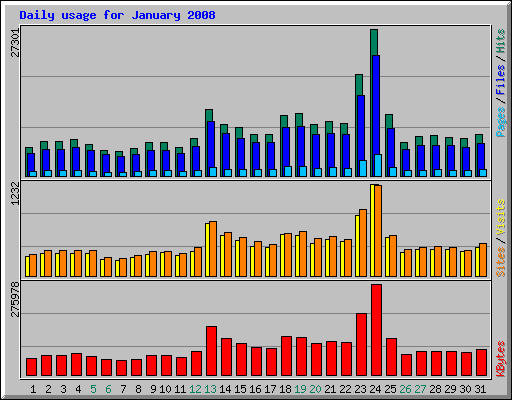 Daily usage for January 2008
27301
Pages / Files / Hits
1232
Sites / Visits
275978
KBytes
1 2 3 4 5 6 7 8 9 10 11 12 13 14 15 16 17 18 19 20 21 22 23 24 25 26 27 28 29 30 31